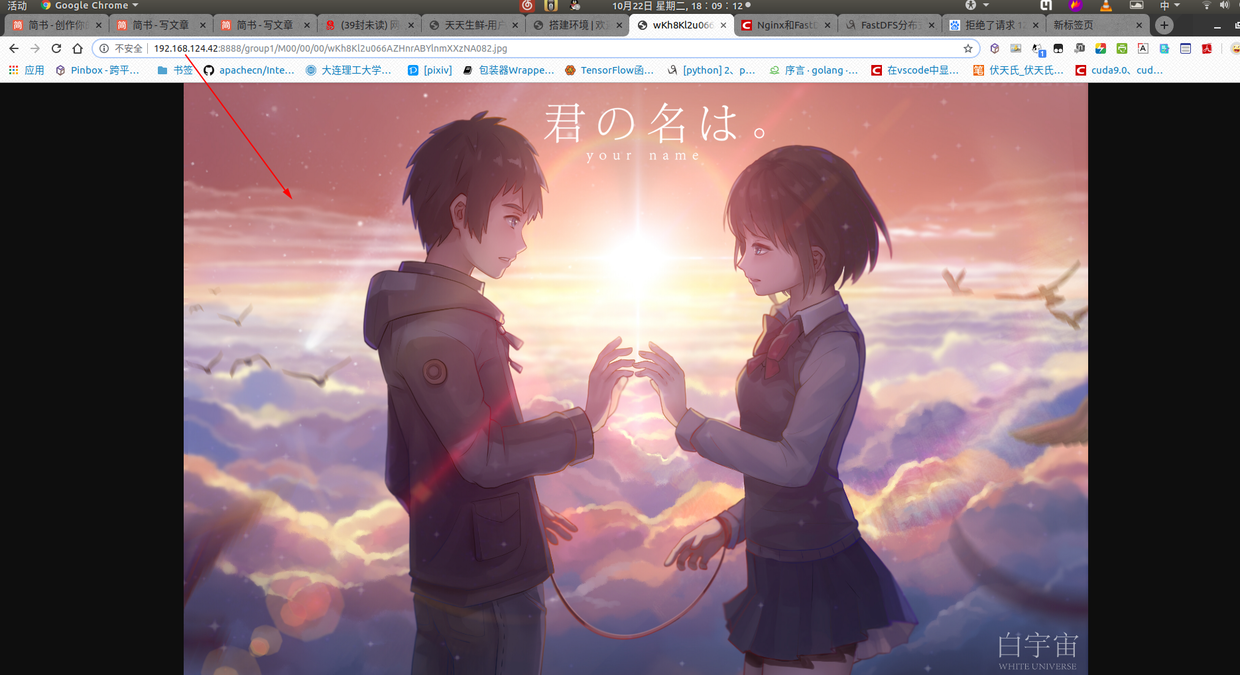 活动 Google Chrome 10月22日 星期二, 18 : 09 : 12 中
简书 - 创作你的 简书 - 写文章 简书 - 写文章 (39封未读) 网 天天生鲜-用户 搭建环境 | 欢 wKh8Kl2u066 Nginx和Fast FastDFS分布 拒绝了请求 新标签页
不安全 192.168.124.42:8888/group1/M00/00/00/wKh8Kl2u066AZHnrABYlnmXXzNA082.jpg
应用 Pinbox - 跨平... 书签 apachecn/Inte... 大连理工大学... [pixiv] 包装器Wrappe... TensorFlow函... [python] 2、p... 序言 · golang ·... 在vscode中显... 伏天氏_伏天氏... cuda9.0、cud...
君の名は。
your name
白宇宙
WHITE UNIVERSE